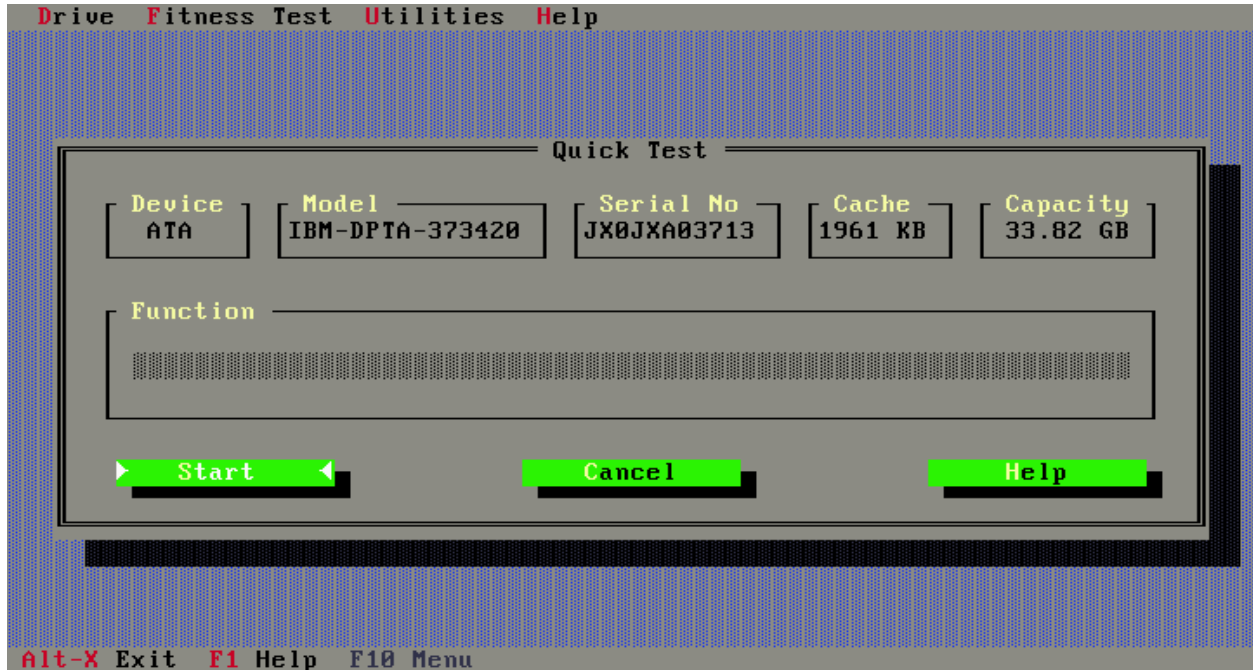 Drive Fitness Test Utilities Help
Quick Test
Device Model Serial No Cache Capacity
ATA IBM-DPTA-373420 JX0JXA03713 1961 KB 33.82 GB
Function
Start Cancel Help
Alt-X Exit F1 Help F10 Menu